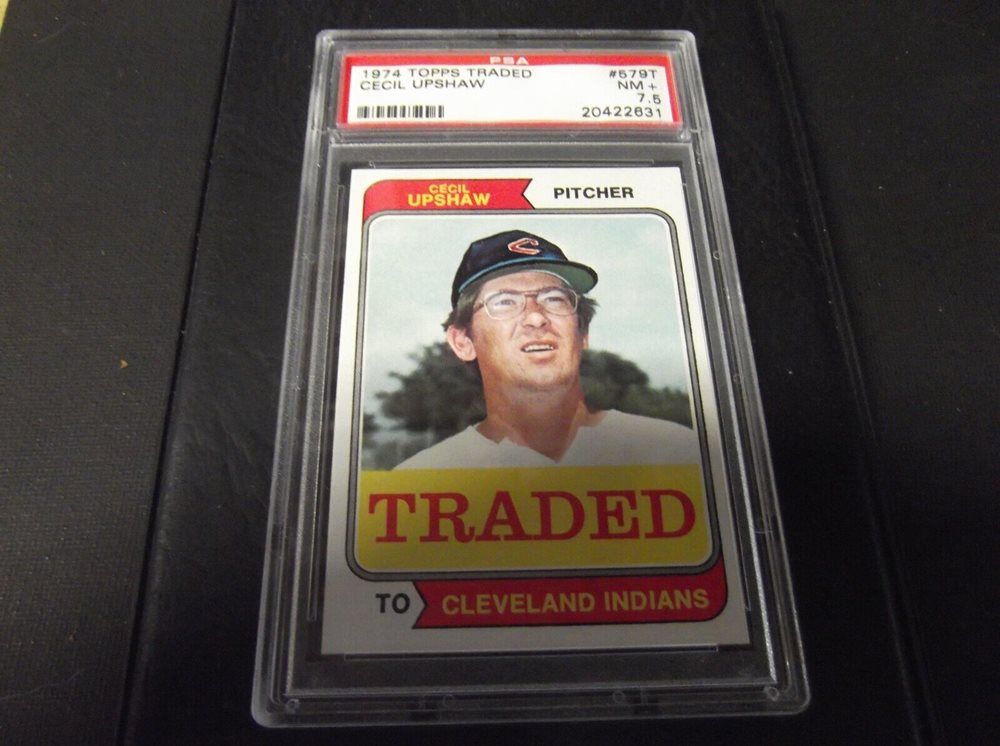 PSA
1974 TOPPS TRADED #579T
CECIL UPSHAW NM +
7.5
20422631
CECIL
UPSHAW
PITCHER
C
TRADED
TO CLEVELAND INDIANS